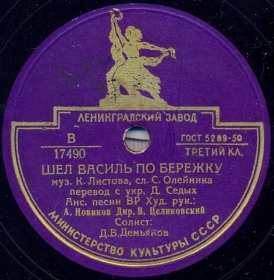 ЛЕНИНГРАДСКИЙ ЗАВОД
В
17490
ГОСТ 5289-50
ТРЕТИЙ КЛ.
ШЕЛ ВАСИЛЬ ПО БЕРЕЖКУ
муз. К. Листова, сл. С. Олейника
перевод с укр. Д. Седых
Анс. песни ВР Худ. рук.:
А. Новиков Дир. В. Целиковский
Солист:
Д.В.Демьянов
МИНИСТЕРСТВО КУЛЬТУРЫ СССР